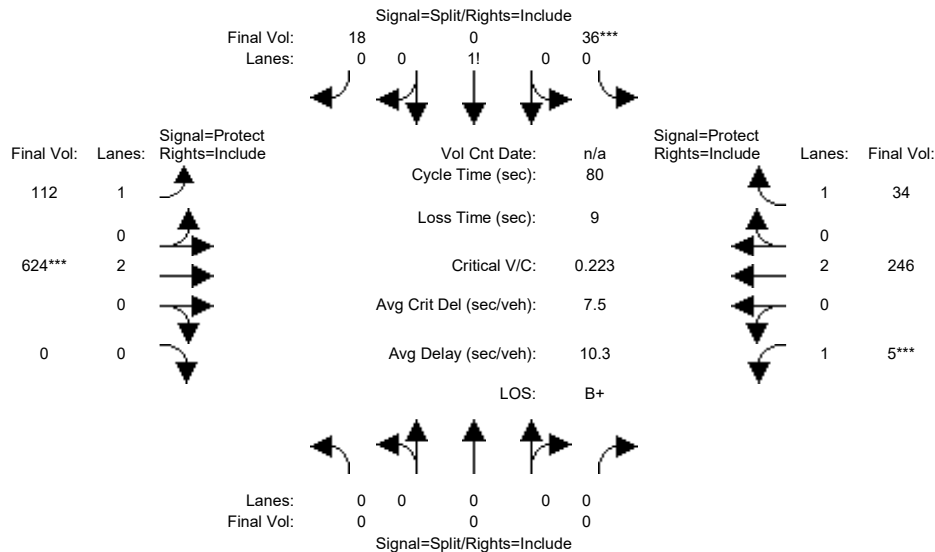 Signal=Split/Rights=Include
Final Vol: 18 0 36***
Lanes: 0 0 1! 0 0
Signal=Protect Signal=Protect
Final Vol: Lanes: Rights=Include Vol Cnt Date: n/a Rights=Include Lanes: Final Vol:
Cycle Time (sec): 80
112 1 1 34
Loss Time (sec): 9
0 0
624*** 2 Critical V/C: 0.223 2 246
0 Avg Crit Del (sec/veh): 7.5 0
0 0 Avg Delay (sec/veh): 10.3 1 5***
LOS: B+
Lanes: 0 0 0 0 0
Final Vol: 0 0 0
Signal=Split/Rights=Include